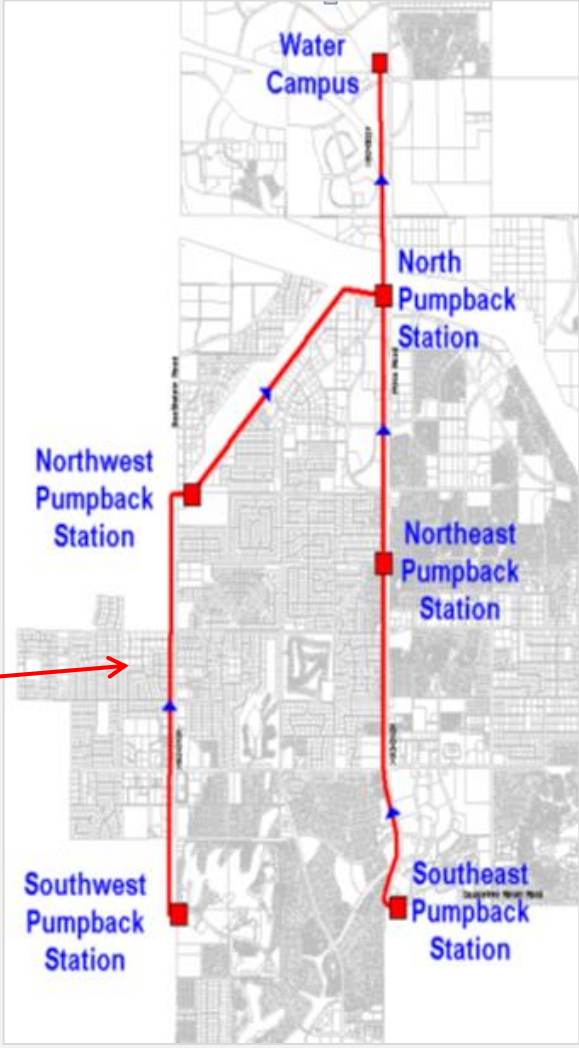 Water
Campus
North
Pumpback
Station
Northwest
Pumpback
Station
Northeast
Pumpback
Station
Southwest
Pumpback
Station
Southeast
Pumpback
Station